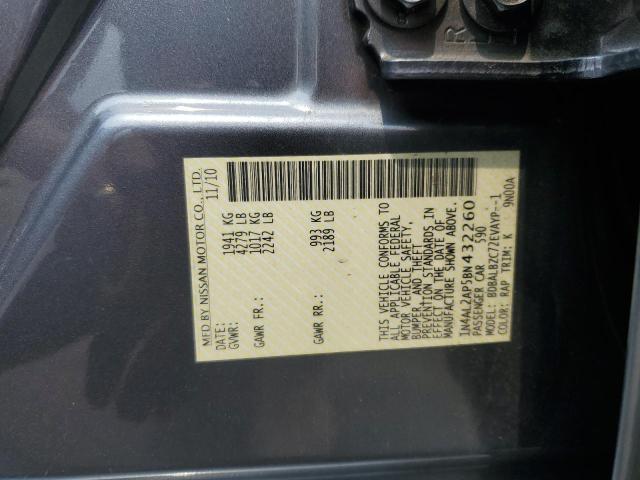 MFD BY NISSAN MOTOR CO., LTD.
DATE: 11/10
GVWR: 1941 KG
4279 LB
GAWR FR.: 1017 KG
2242 LB
GAWR RR.: 993 KG
2189 LB
THIS VEHICLE CONFORMS TO
ALL APPLICABLE FEDERAL
MOTOR VEHICLE SAFETY,
BUMPER, AND THEFT
PREVENTION STANDARDS IN
EFFECT ON THE DATE OF
MANUFACTURE SHOWN ABOVE.
1N4AL2AP5BN432260
PASSENGER CAR 590
MODEL: BDBALBZC72EVAYP--1
COLOR: RAP TRIM: K 9N00A
R